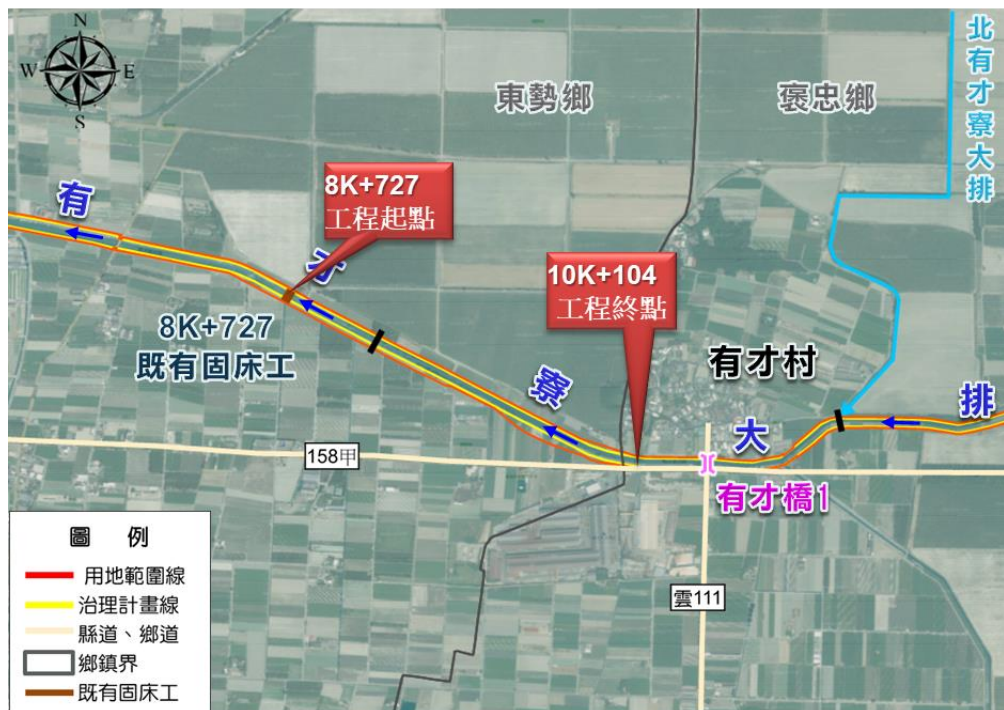 N
W E
S
東勢鄉
褒忠鄉
北有才寮大排
8K+727
工程起點
有
才
10K+104
工程終點
8K+727
既有固床工
有才村
寮
大
排
158甲
有才橋1
雲111
圖 例
用地範圍線
治理計畫線
縣道、鄉道
鄉鎮界
既有固床工